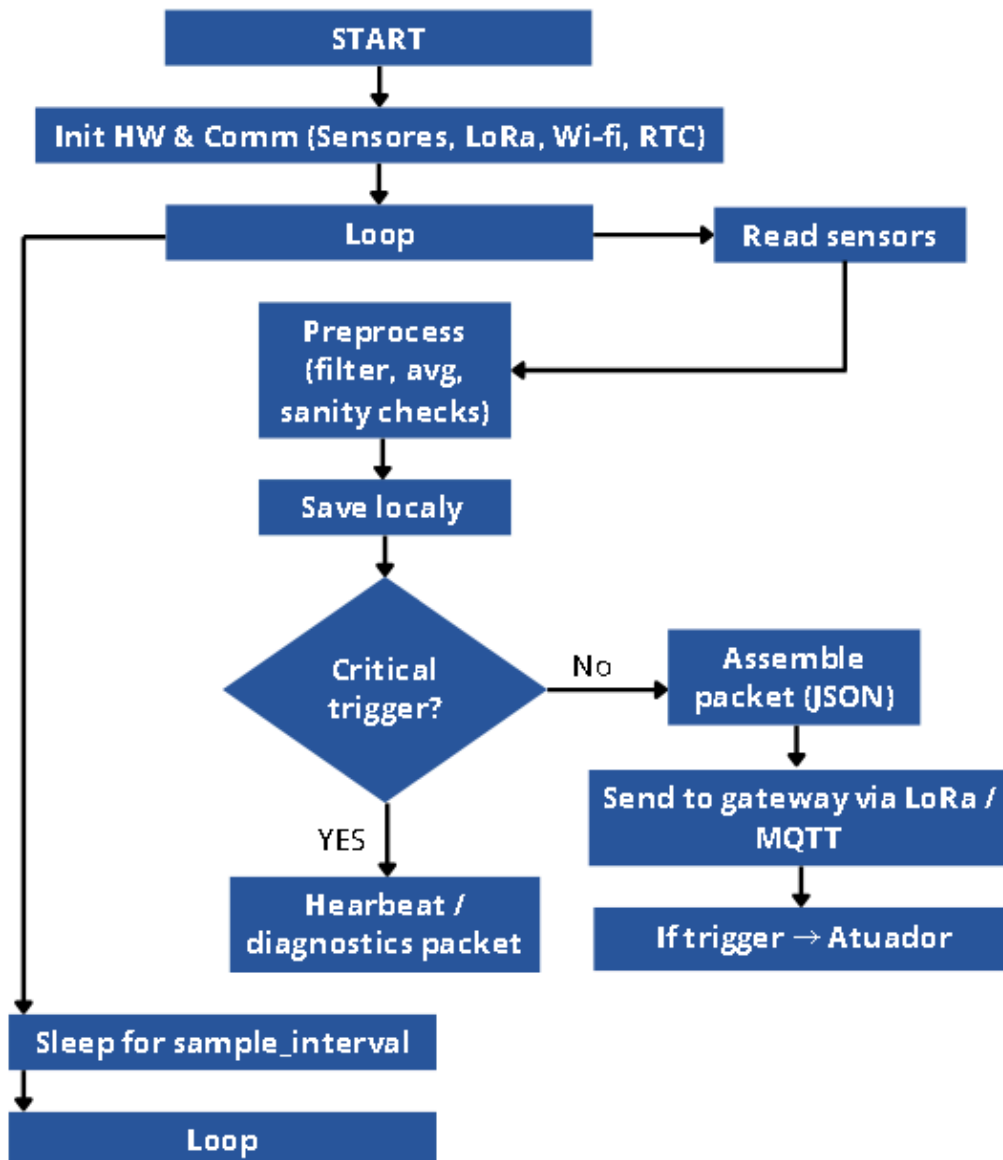 START
Init HW & Comm (Sensores, LoRa, Wi-fi, RTC)
Loop
Read sensors
Preprocess
(filter, avg,
sanity checks)
Save localy
Critical
trigger?
No
Assemble
packet (JSON)
Send to gateway via LoRa /
MQTT
If trigger → Atuador
YES
Hearbeat /
diagnostics packet
Sleep for sample_interval
Loop